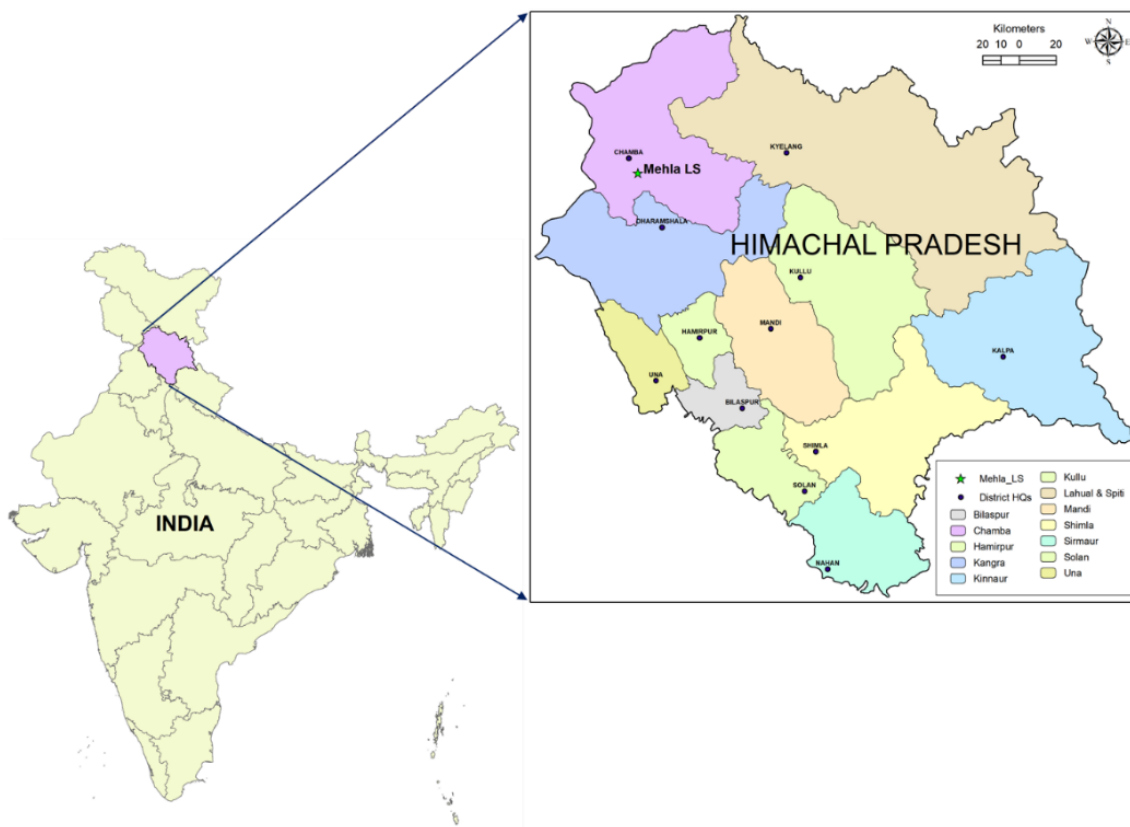 INDIA
Kilometers
20 10 0 20
N
W E
S
CHAMBA
Mehla LS
KYELANG
DHARAMSHALA
HIMACHAL PRADESH
KULLU
HAMIRPUR
MANDI
KALPA
UNA
BILASPUR
SHIMLA
SOLAN
NAHAN
Mehla_LS
District HQs
Bilaspur
Chamba
Hamirpur
Kangra
Kinnaur
Kullu
Lahual & Spiti
Mandi
Shimla
Sirmaur
Solan
Una